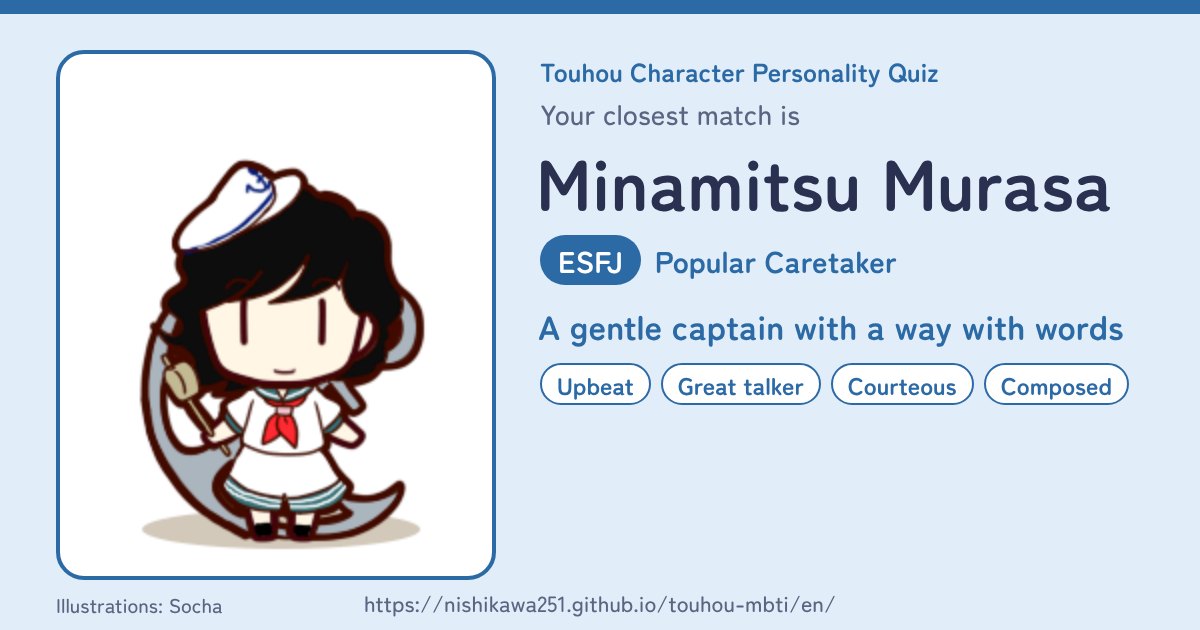 Touhou Character Personality Quiz
Your closest match is
Minamitsu Murasa
ESFJ Popular Caretaker
A gentle captain with a way with words
Upbeat Great talker Courteous Composed
Illustrations: Socha https://nishikawa251.github.io/touhou-mbti/en/